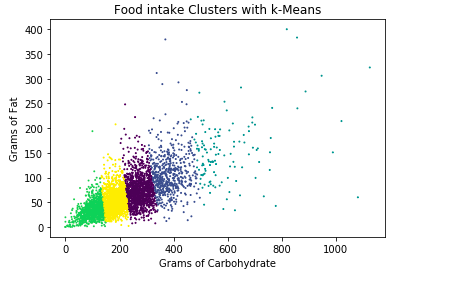 Food intake Clusters with k-Means
Grams of Fat
400
350
300
250
200
150
100
50
0
0 200 400 600 800 1000
Grams of Carbohydrate